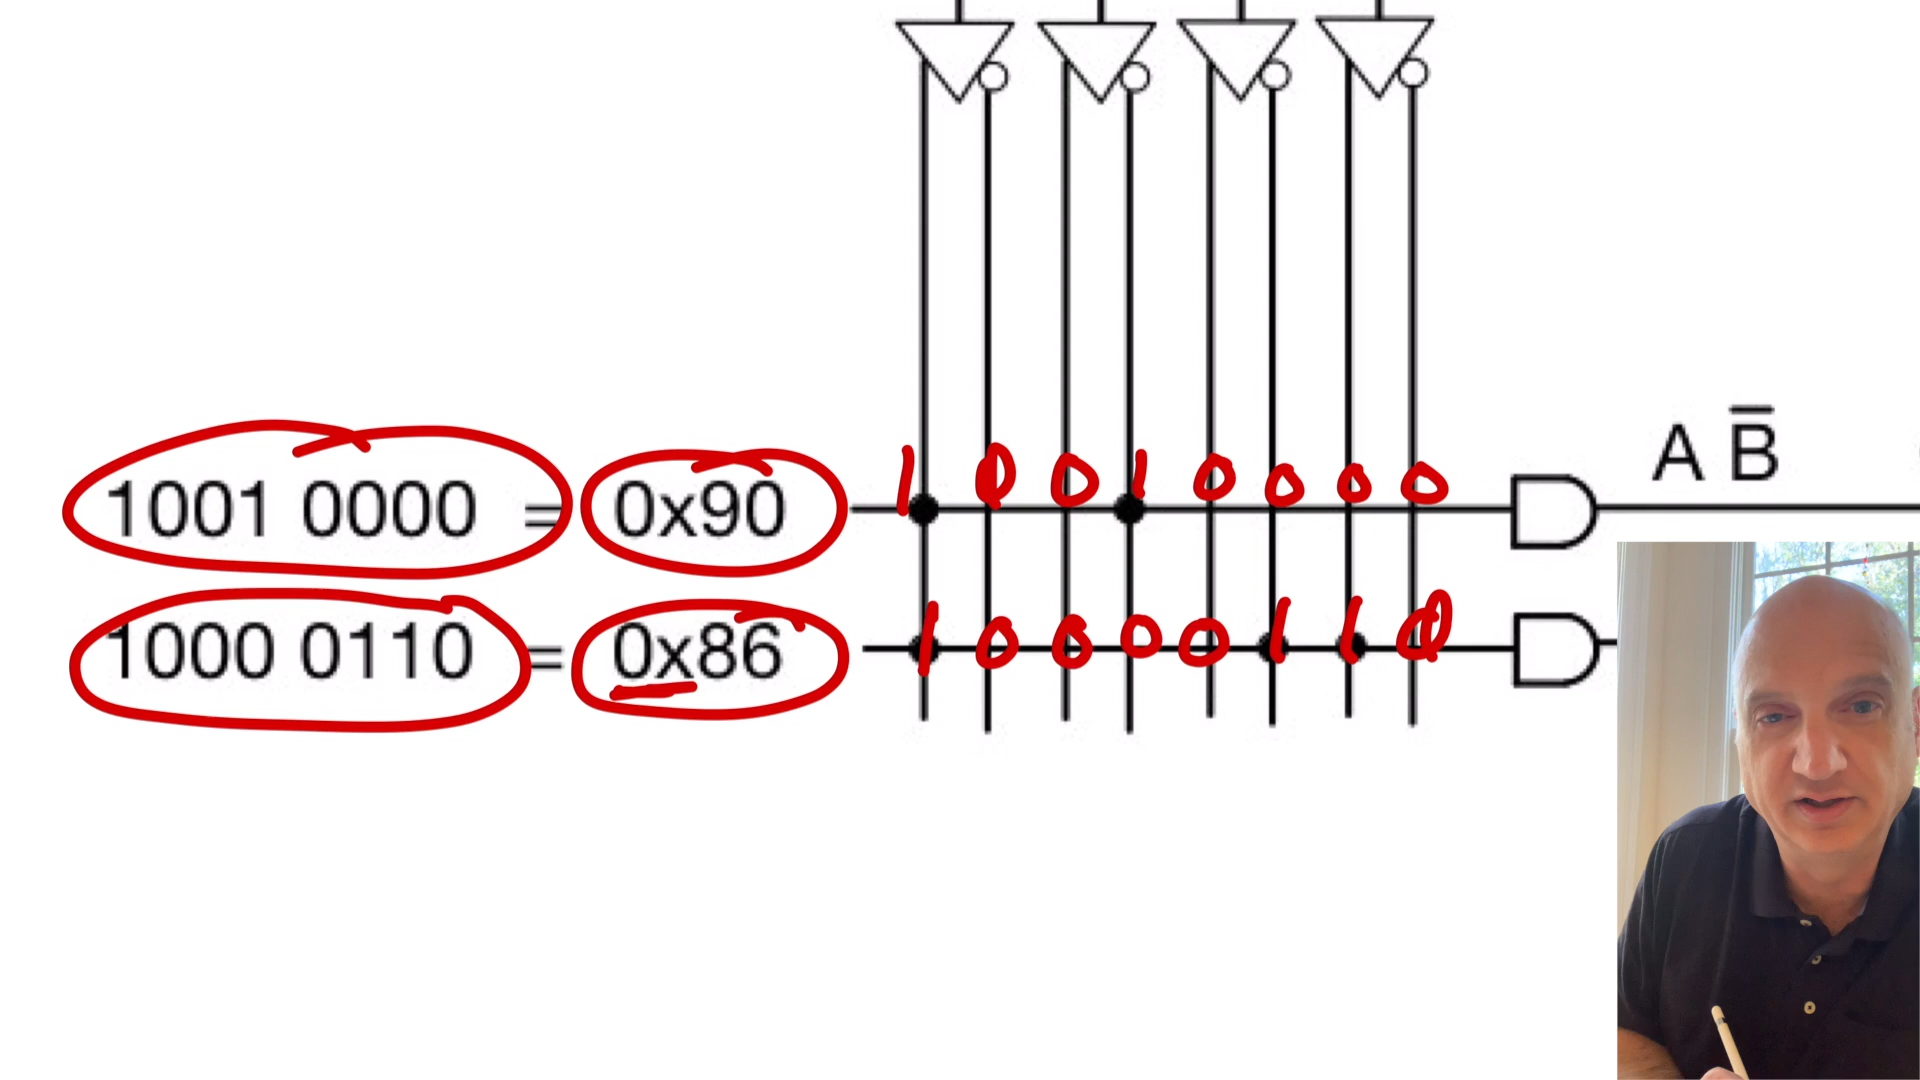 A B̅
1 0 0 1 0 0 0 0
1001 0000 = 0x90
1 0 0 0 0 1 1 0
1000 0110 = 0x86